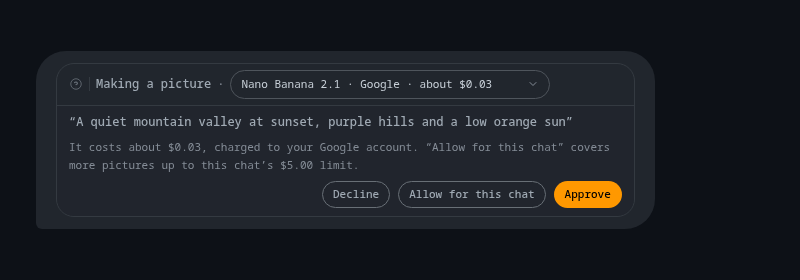 Making a picture · Nano Banana 2.1 · Google · about $0.03
“A quiet mountain valley at sunset, purple hills and a low orange sun”
It costs about $0.03, charged to your Google account. “Allow for this chat” covers
more pictures up to this chat’s $5.00 limit.
Decline Allow for this chat Approve